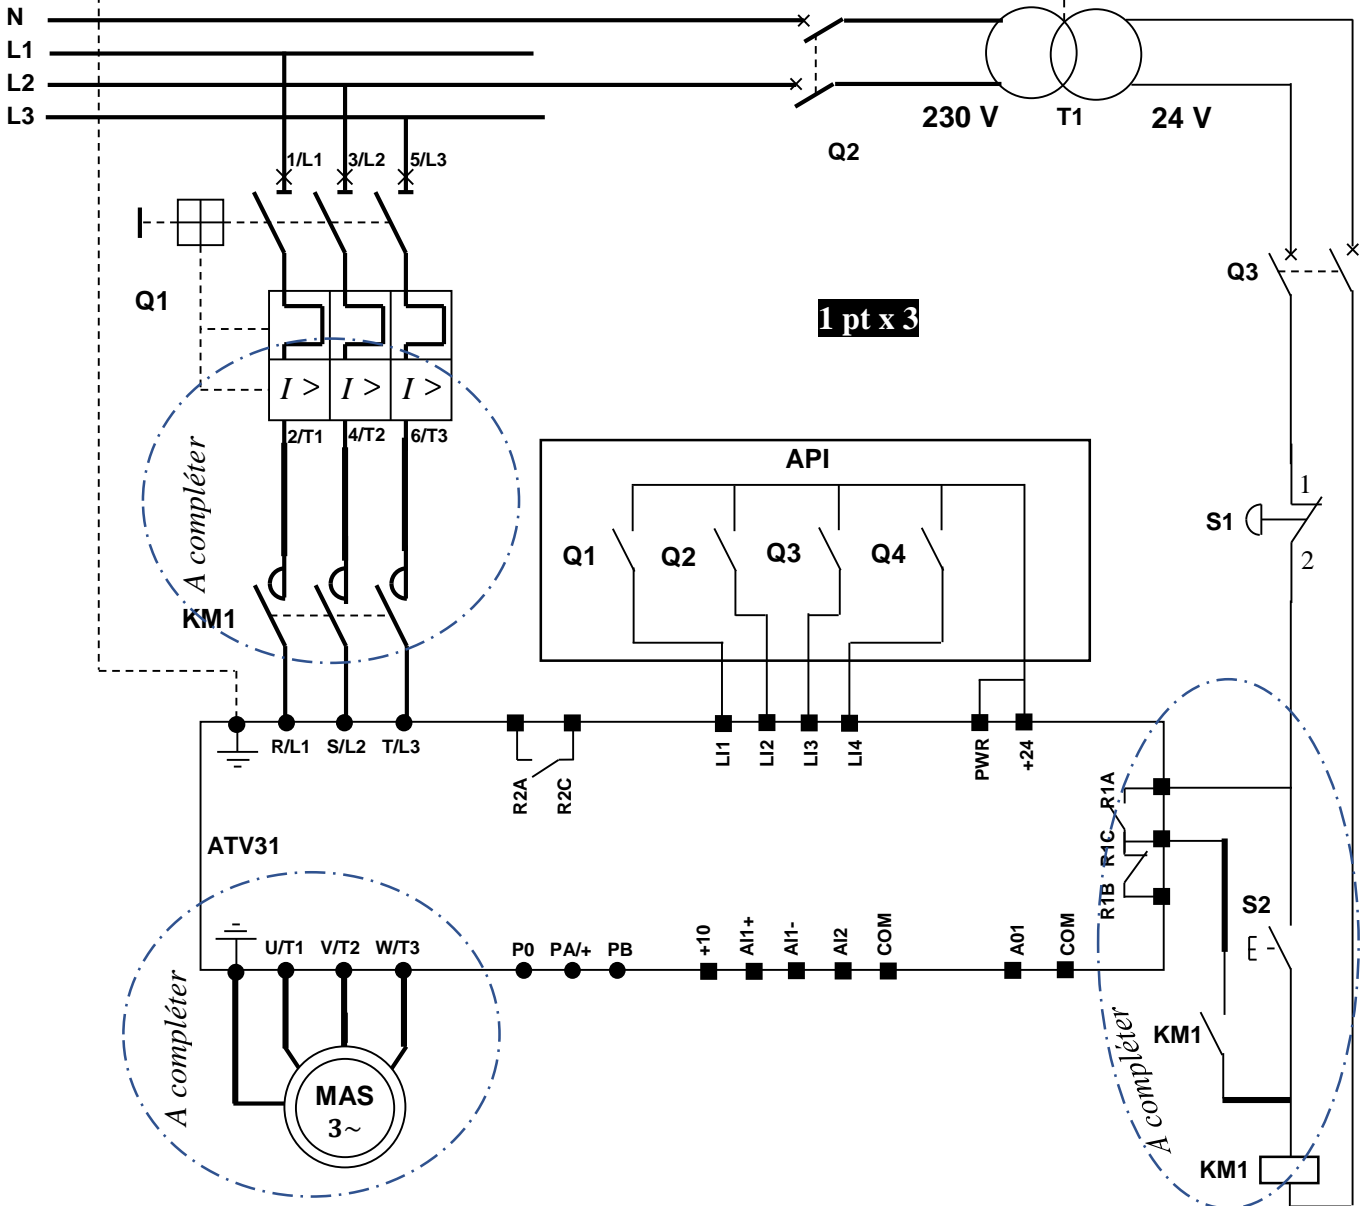 N
L1
L2
L3
230 V
T1
24 V
Q2
1/L1
3/L2
5/L3
Q1
Q3
1 pt x 3
I >
I >
I >
2/T1
4/T2
6/T3
A compléter
KM1
API
Q1
Q2
Q3
Q4
1
S1
2
R/L1
S/L2
T/L3
R2A
R2C
LI1
LI2
LI3
LI4
PWR
+24
R1A
R1C
R1B
ATV31
U/T1
V/T2
W/T3
P0
PA/+
PB
+10
AI1+
AI1-
AI2
COM
A01
COM
S2
E
KM1
A compléter
A compléter
MAS
3~
KM1